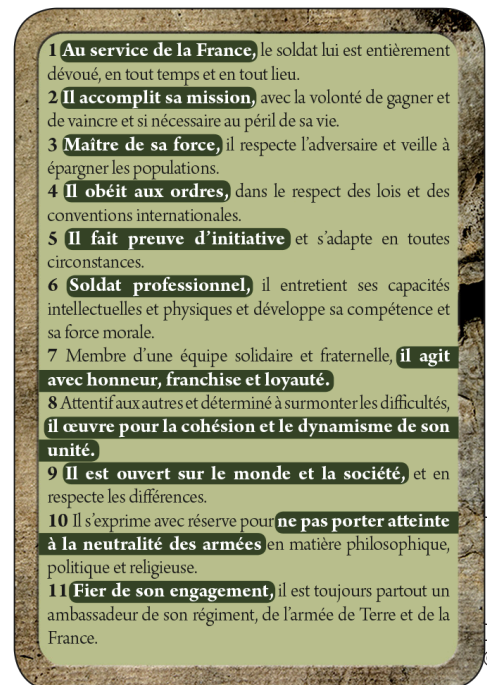 1 Au service de la France, le soldat lui est entièrement
dévoué, en tout temps et en tout lieu.
2 Il accomplit sa mission, avec la volonté de gagner et
de vaincre et si nécessaire au péril de sa vie.
3 Maître de sa force, il respecte l'adversaire et veille à
épargner les populations.
4 Il obéit aux ordres, dans le respect des lois et des
conventions internationales.
5 Il fait preuve d'initiative et s'adapte en toutes
circonstances.
6 Soldat professionnel, il entretient ses capacités
intellectuelles et physiques et développe sa compétence et
sa force morale.
7 Membre d'une équipe solidaire et fraternelle, il agit
avec honneur, franchise et loyauté.
8 Attentif aux autres et déterminé à surmonter les difficultés,
il œuvre pour la cohésion et le dynamisme de son
unité.
9 Il est ouvert sur le monde et la société, et en
respecte les différences.
10 Il s'exprime avec réserve pour ne pas porter atteinte
à la neutralité des armées en matière philosophique,
politique et religieuse.
11 Fier de son engagement, il est toujours partout un
ambassadeur de son régiment, de l'armée de Terre et de la
France.